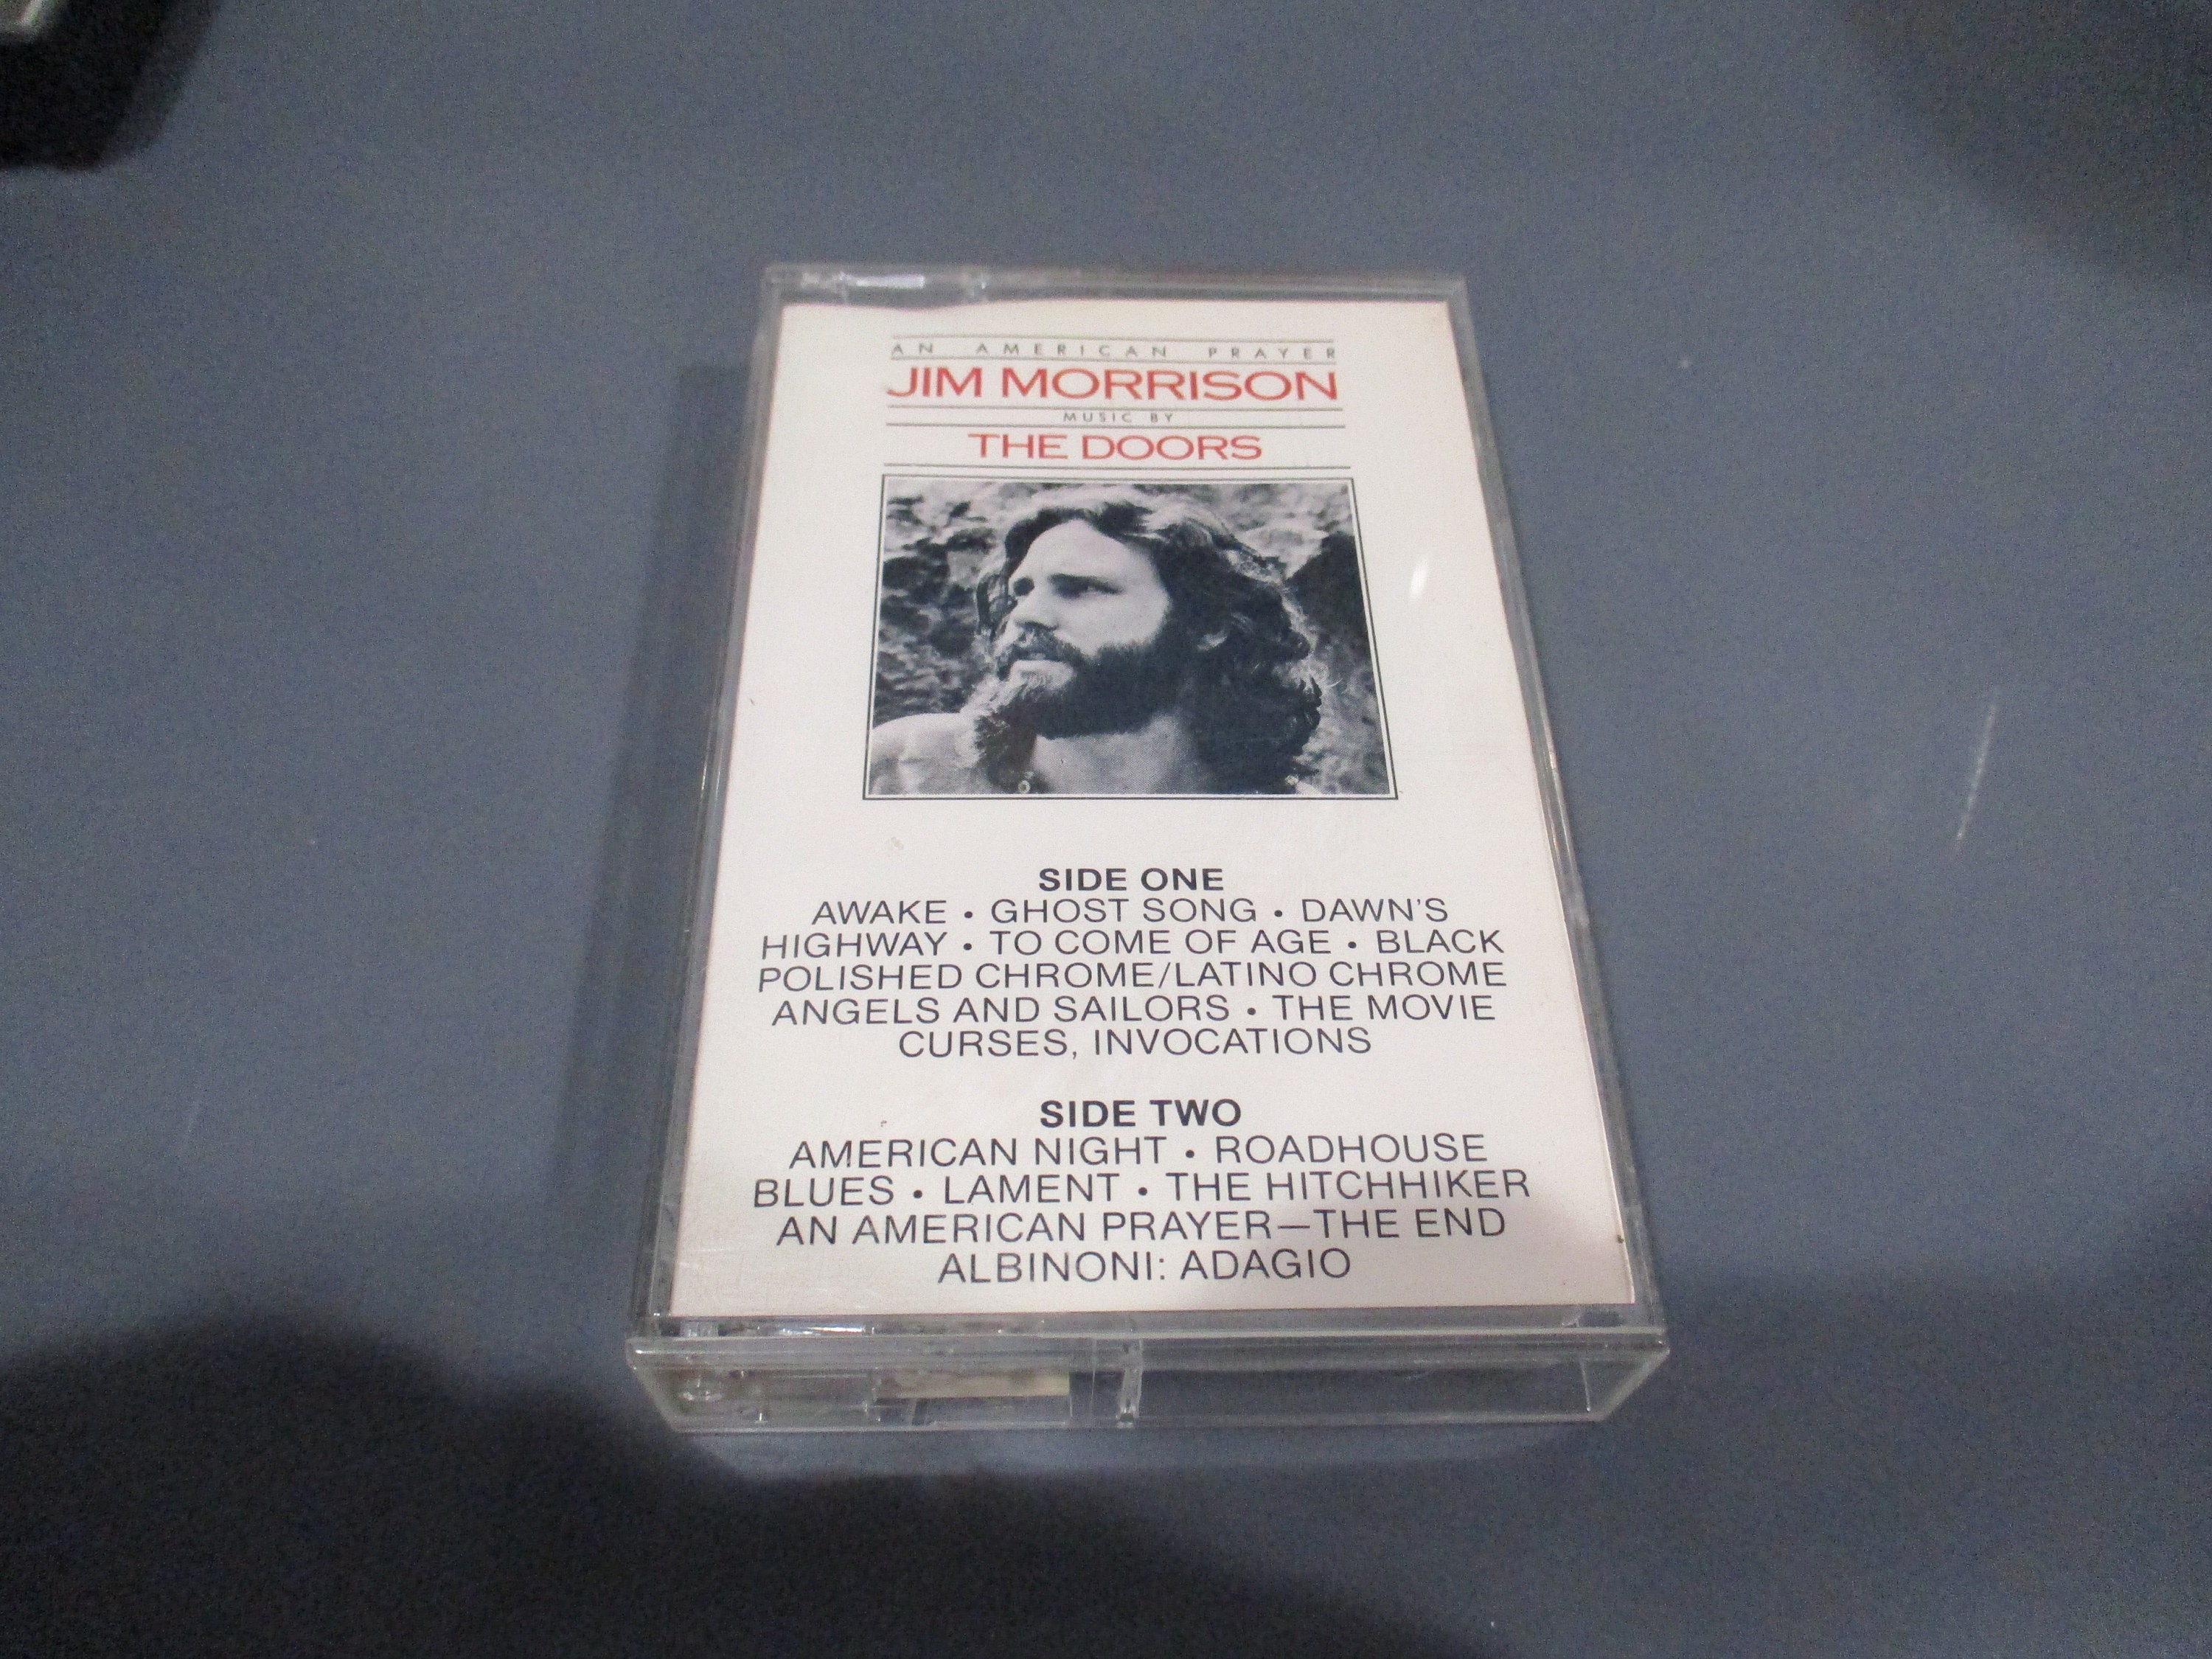 AN AMERICAN PRAYER
JIM MORRISON
MUSIC BY
THE DOORS
SIDE ONE
AWAKE • GHOST SONG • DAWN'S
HIGHWAY • TO COME OF AGE • BLACK
POLISHED CHROME/LATINO CHROME
ANGELS AND SAILORS • THE MOVIE
CURSES, INVOCATIONS
SIDE TWO
AMERICAN NIGHT • ROADHOUSE
BLUES • LAMENT • THE HITCHHIKER
AN AMERICAN PRAYER—THE END
ALBINONI: ADAGIO